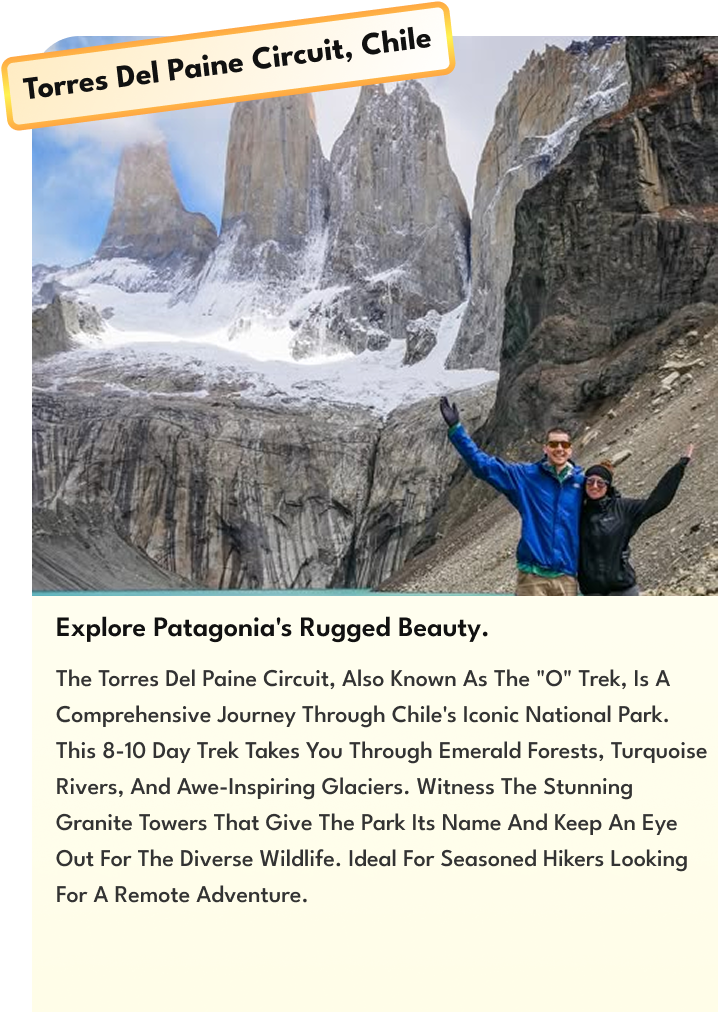 Torres Del Paine Circuit, Chile
Explore Patagonia's Rugged Beauty.
The Torres Del Paine Circuit, Also Known As The "O" Trek, Is A
Comprehensive Journey Through Chile's Iconic National Park.
This 8-10 Day Trek Takes You Through Emerald Forests, Turquoise
Rivers, And Awe-Inspiring Glaciers. Witness The Stunning
Granite Towers That Give The Park Its Name And Keep An Eye
Out For The Diverse Wildlife. Ideal For Seasoned Hikers Looking
For A Remote Adventure.